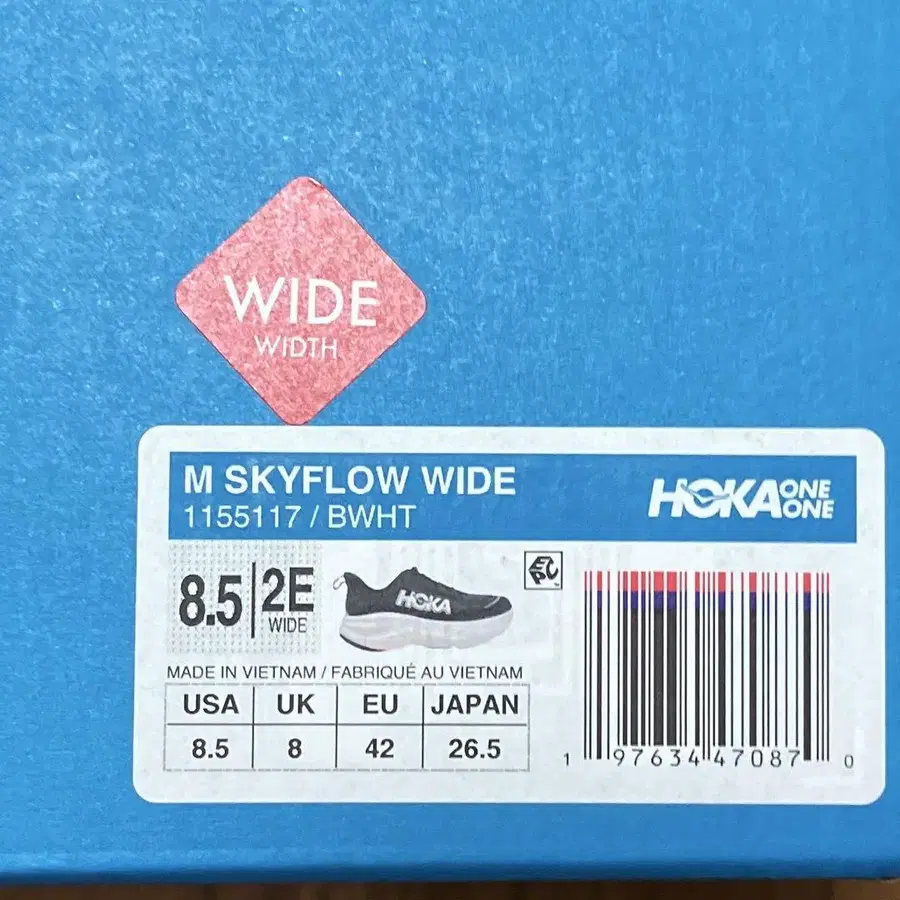 WIDE
WIDTH
M SKYFLOW WIDE
1155117 / BWHT
HOKA ONE ONE
8.5 2E
WIDE
HOKA
EPC
MADE IN VIETNAM / FABRIQUÉ AU VIETNAM
USA UK EU JAPAN
8.5 8 42 26.5
1 97634 47087 0